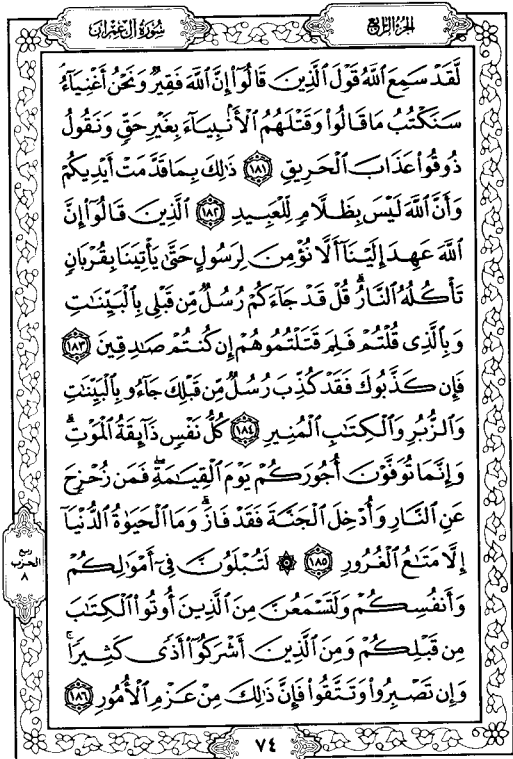 الجزء الرابع
سورة آل عمران
لَّقَدْ سَمِعَ اللَّهُ قَوْلَ الَّذِينَ قَالُوا إِنَّ اللَّهَ فَقِيرٌ وَنَحْنُ أَغْنِيَاءُ
سَنَكْتُبُ مَا قَالُوا وَقَتْلَهُمُ الْأَنبِيَاءَ بِغَيْرِ حَقٍّ وَنَقُولُ
ذُوقُوا عَذَابَ الْحَرِيقِ ١٨١ ذَٰلِكَ بِمَا قَدَّمَتْ أَيْدِيكُمْ
وَأَنَّ اللَّهَ لَيْسَ بِظَلَّامٍ لِّلْعَبِيدِ ١٨٢ الَّذِينَ قَالُوا إِنَّ
اللَّهَ عَهِدَ إِلَيْنَا أَلَّا نُؤْمِنَ لِرَسُولٍ حَتَّىٰ يَأْتِيَنَا بِقُرْبَانٍ
تَأْكُلُهُ النَّارُ ۗ قُلْ قَدْ جَاءَكُمْ رُسُلٌ مِّن قَبْلِي بِالْبَيِّنَاتِ
وَبِالَّذِي قُلْتُمْ فَلِمَ قَتَلْتُمُوهُمْ إِن كُنتُمْ صَادِقِينَ ١٨٣
فَإِن كَذَّبُوكَ فَقَدْ كُذِّبَ رُسُلٌ مِّن قَبْلِكَ جَاءُو بِالْبَيِّنَاتِ
وَالزُّبُرِ وَالْكِتَابِ الْمُنِيرِ ١٨٤ كُلُّ نَفْسٍ ذَائِقَةُ الْمَوْتِ ۗ
وَإِنَّمَا تُوَفَّوْنَ أُجُورَكُمْ يَوْمَ الْقِيَامَةِ ۖ فَمَن زُحْزِحَ
عَنِ النَّارِ وَأُدْخِلَ الْجَنَّةَ فَقَدْ فَازَ ۗ وَمَا الْحَيَاةُ الدُّنْيَا
إِلَّا مَتَاعُ الْغُرُورِ ١٨٥ ۞ لَتُبْلَوُنَّ فِي أَمْوَالِكُمْ
وَأَنفُسِكُمْ وَلَتَسْمَعُنَّ مِنَ الَّذِينَ أُوتُوا الْكِتَابَ
مِن قَبْلِكُمْ وَمِنَ الَّذِينَ أَشْرَكُوا أَذًى كَثِيرًا ۚ
وَإِن تَصْبِرُوا وَتَتَّقُوا فَإِنَّ ذَٰلِكَ مِنْ عَزْمِ الْأُمُورِ ١٨٦
ربع
الحزب
٨
٧٤